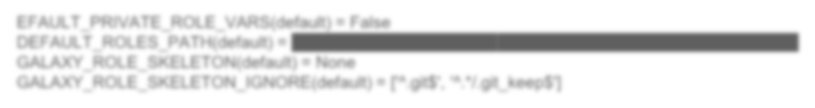 EFAULT_PRIVATE_ROLE_VARS(default) = False
DEFAULT_ROLES_PATH(default) =
GALAXY_ROLE_SKELETON(default) = None
GALAXY_ROLE_SKELETON_IGNORE(default) = ['^.git$', '^.*/.git_keep$']